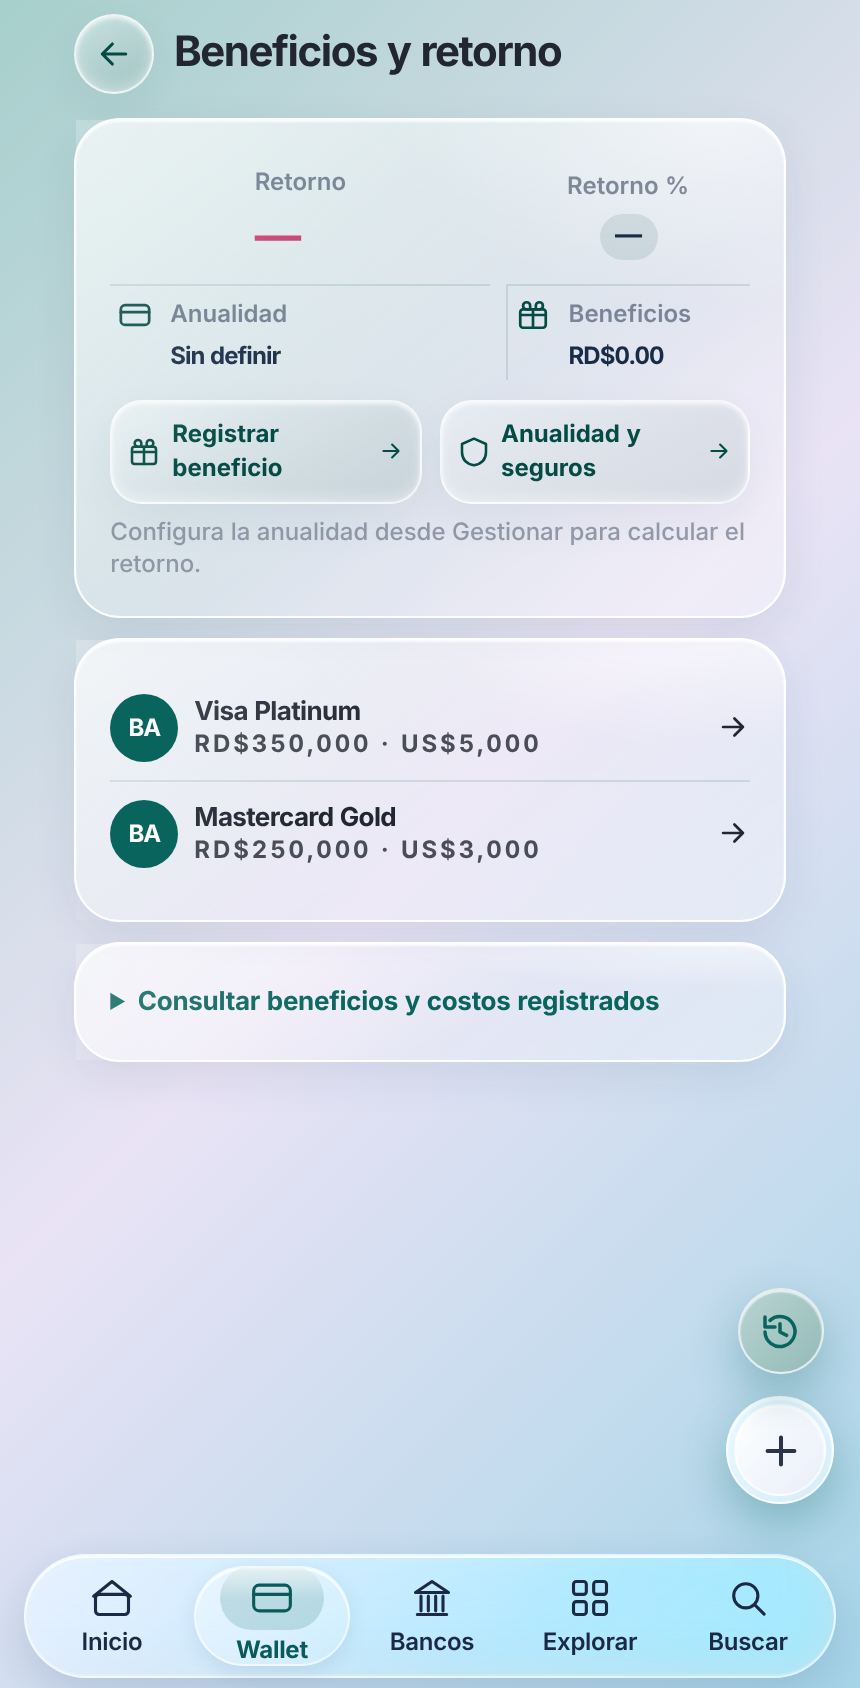 Beneficios y retorno
Retorno
Retorno %
—
—
Anualidad
Sin definir
Beneficios
RD$0.00
Registrar
beneficio
Anualidad y
seguros
Configura la anualidad desde Gestionar para calcular el
retorno.
BA
Visa Platinum
RD$350,000 · US$5,000
BA
Mastercard Gold
RD$250,000 · US$3,000
Consultar beneficios y costos registrados
Inicio
Wallet
Bancos
Explorar
Buscar